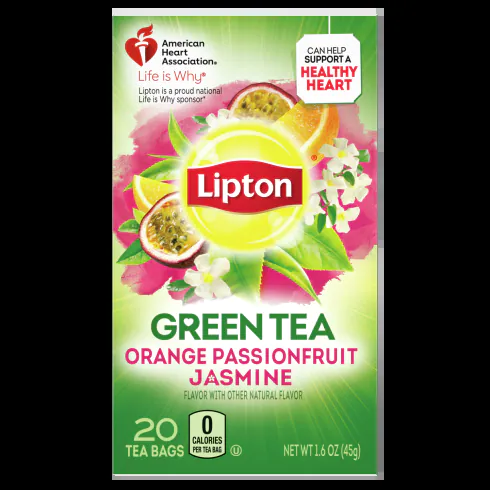 American
Heart
Association®
Life is Why®
Lipton is a proud national
Life is Why sponsor*
CAN HELP
SUPPORT A
HEALTHY
HEART
Lipton
®
GREEN TEA
ORANGE PASSIONFRUIT
JASMINE
FLAVOR WITH OTHER NATURAL FLAVOR
20
TEA BAGS
0
CALORIES
PER TEA BAG
U
NET WT 1.6 OZ (45g)